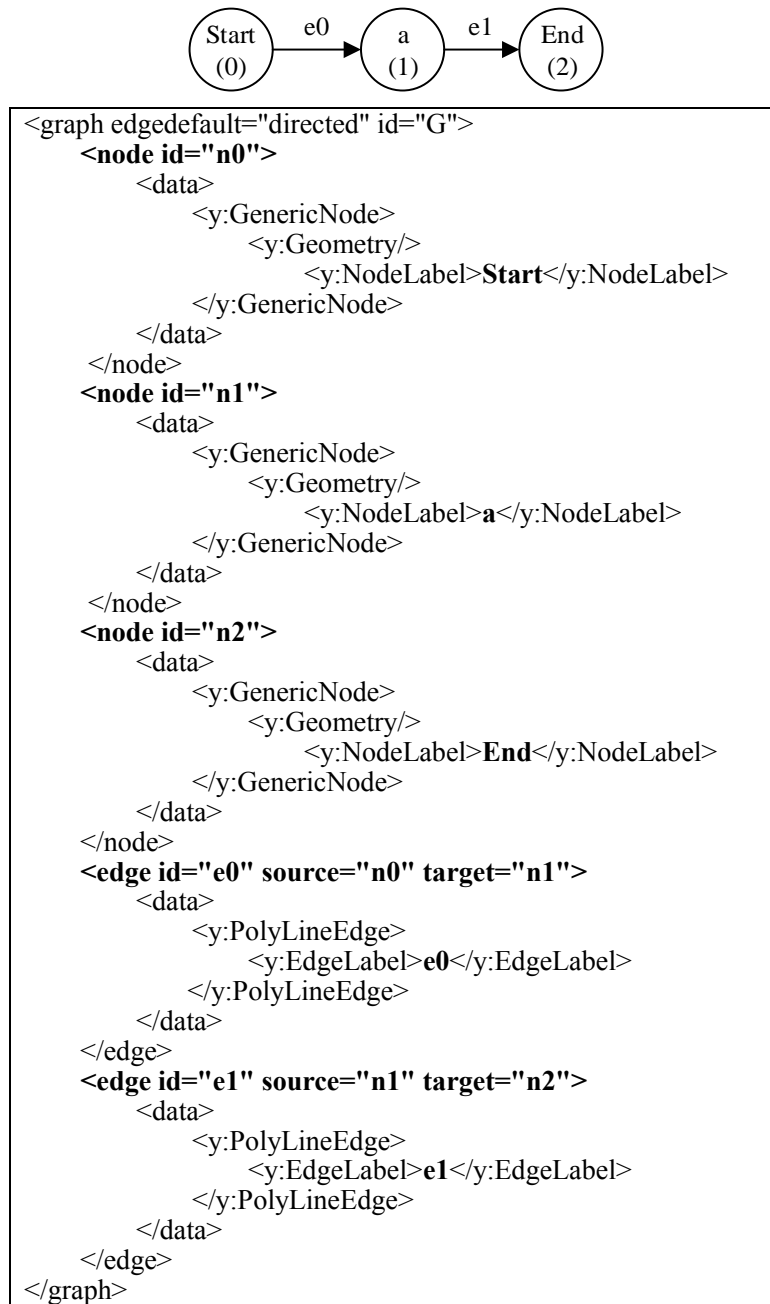 Start e0 a e1 End
(0) (1) (2)
<graph edgedefault="directed" id="G">
<node id="n0">
<data>
<y:GenericNode>
<y:Geometry/>
<y:NodeLabel>Start</y:NodeLabel>
</y:GenericNode>
</data>
</node>
<node id="n1">
<data>
<y:GenericNode>
<y:Geometry/>
<y:NodeLabel>a</y:NodeLabel>
</y:GenericNode>
</data>
</node>
<node id="n2">
<data>
<y:GenericNode>
<y:Geometry/>
<y:NodeLabel>End</y:NodeLabel>
</y:GenericNode>
</data>
</node>
<edge id="e0" source="n0" target="n1">
<data>
<y:PolyLineEdge>
<y:EdgeLabel>e0</y:EdgeLabel>
</y:PolyLineEdge>
</data>
</edge>
<edge id="e1" source="n1" target="n2">
<data>
<y:PolyLineEdge>
<y:EdgeLabel>e1</y:EdgeLabel>
</y:PolyLineEdge>
</data>
</edge>
</graph>